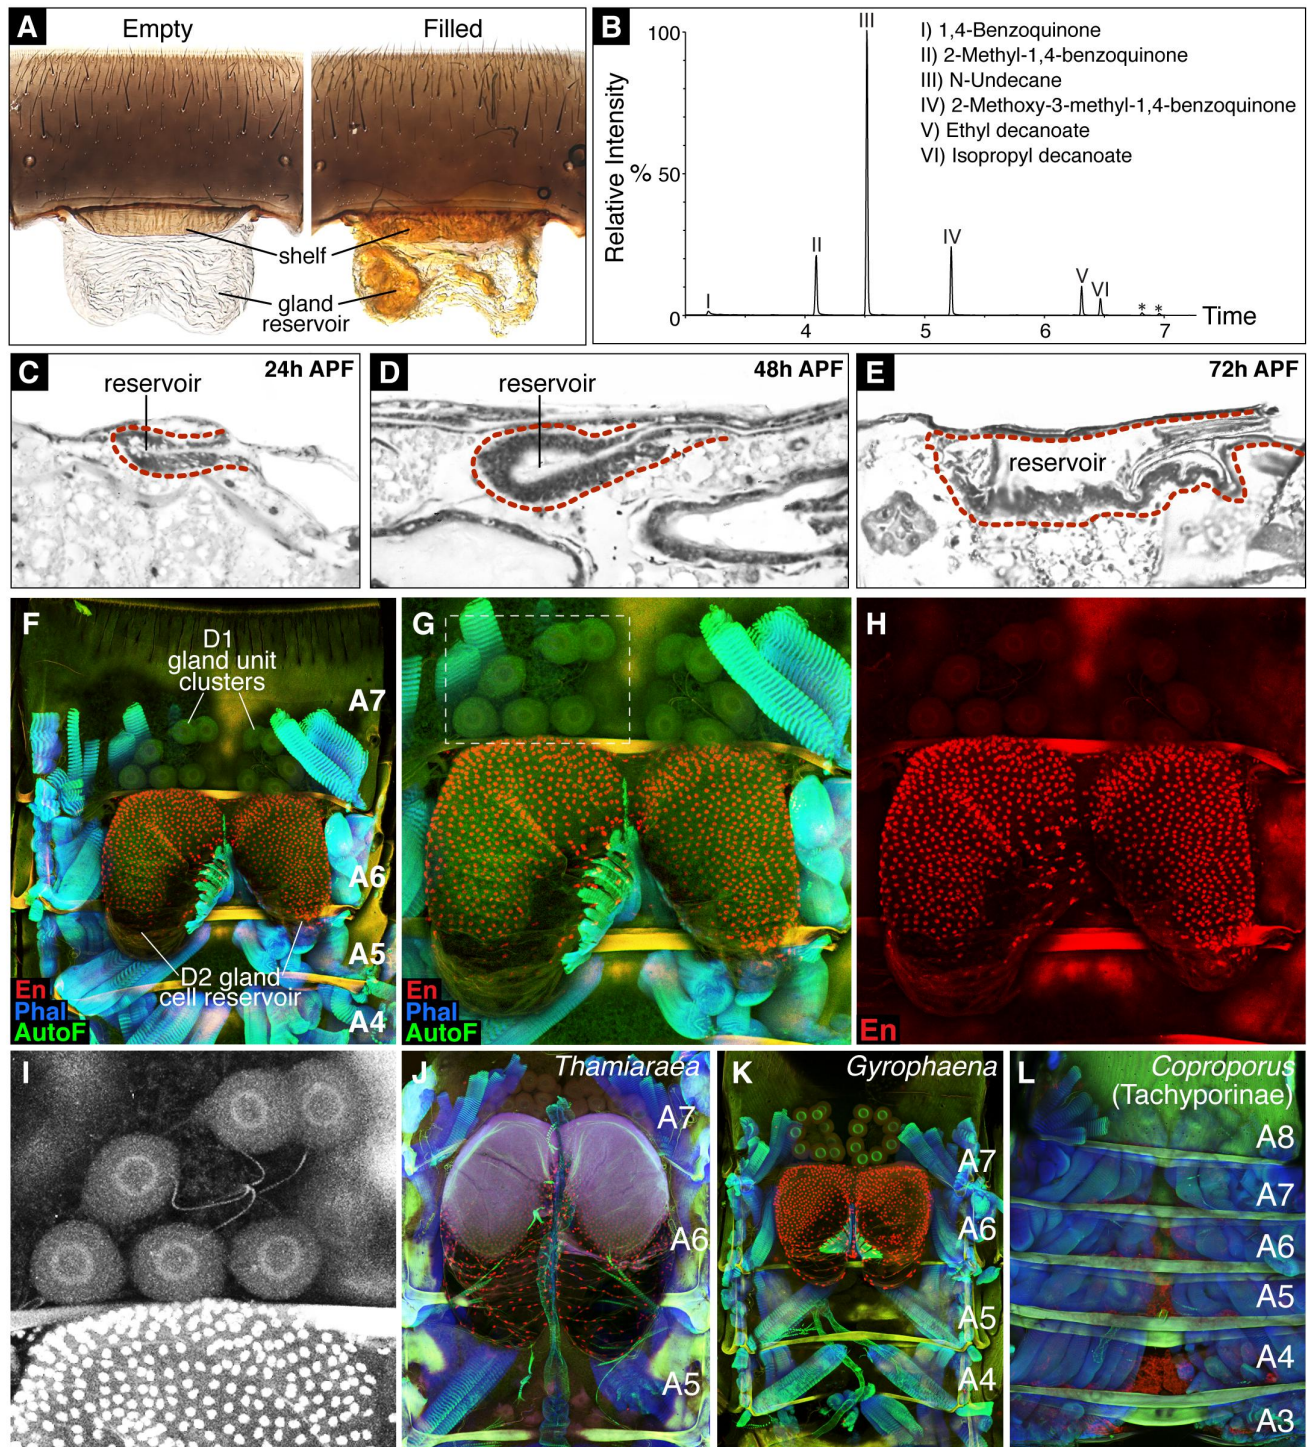 A
Empty
Filled
shelf
gland
reservoir
B
100
% 50
0
Relative Intensity
I
II
III
IV
V
VI
*
*
4
5
6
7
Time
I) 1,4-Benzoquinone
II) 2-Methyl-1,4-benzoquinone
III) N-Undecane
IV) 2-Methoxy-3-methyl-1,4-benzoquinone
V) Ethyl decanoate
VI) Isopropyl decanoate
C
24h APF
reservoir
D
48h APF
reservoir
E
72h APF
reservoir
F
D1
gland unit
clusters
A7
A6
A5
D2 gland
cell reservoir
A4
En
Phal
AutoF
G
En
Phal
AutoF
H
En
I
J
Thamiaraea
A7
A6
A5
K
Gyrophaena
A7
A6
A5
A4
L
Coproporus
(Tachyporinae)
A8
A7
A6
A5
A4
A3